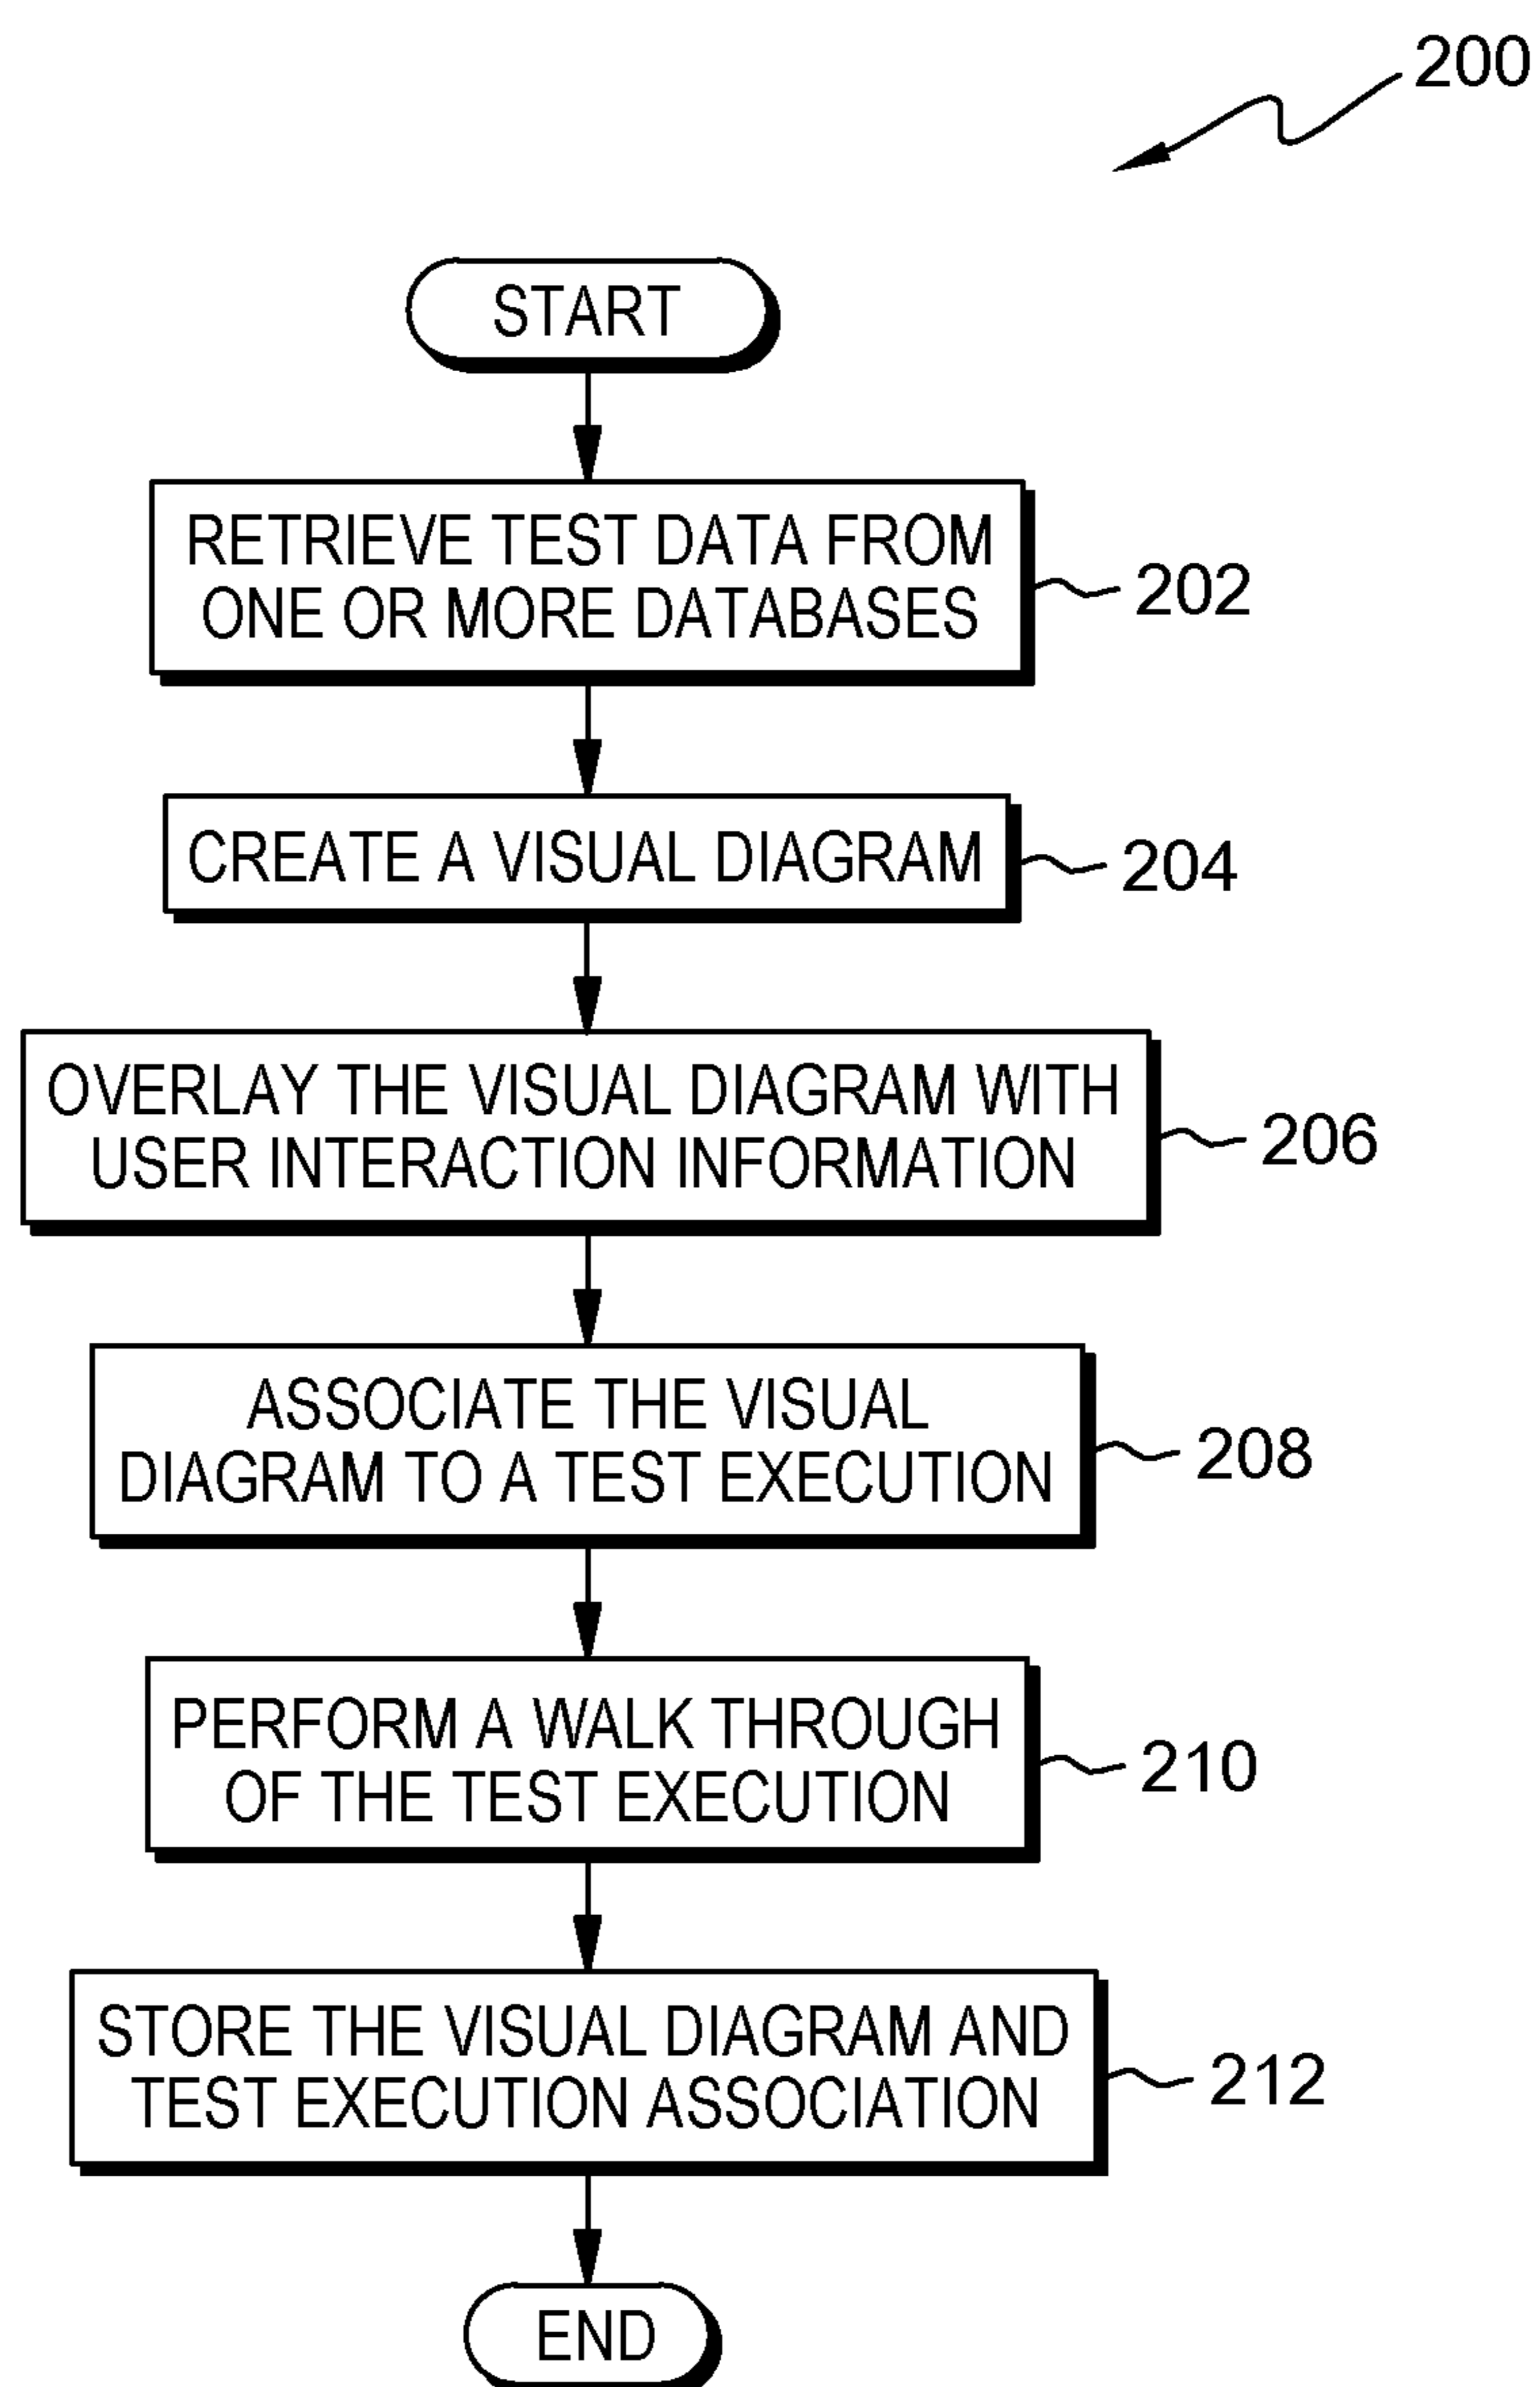 200
START
RETRIEVE TEST DATA FROM
ONE OR MORE DATABASES
202
CREATE A VISUAL DIAGRAM
204
OVERLAY THE VISUAL DIAGRAM WITH
USER INTERACTION INFORMATION
206
ASSOCIATE THE VISUAL
DIAGRAM TO A TEST EXECUTION
208
PERFORM A WALK THROUGH
OF THE TEST EXECUTION
210
STORE THE VISUAL DIAGRAM AND
TEST EXECUTION ASSOCIATION
212
END